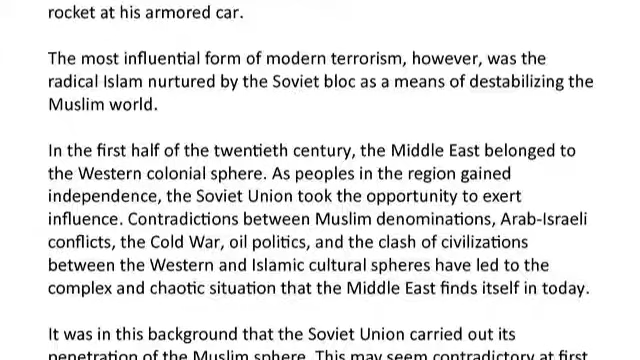 rocket at his armored car.
The most influential form of modern terrorism, however, was the
radical Islam nurtured by the Soviet bloc as a means of destabilizing the
Muslim world.
In the first half of the twentieth century, the Middle East belonged to
the Western colonial sphere. As peoples in the region gained
independence, the Soviet Union took the opportunity to exert
influence. Contradictions between Muslim denominations, Arab-Israeli
conflicts, the Cold War, oil politics, and the clash of civilizations
between the Western and Islamic cultural spheres have led to the
complex and chaotic situation that the Middle East finds itself in today.
It was in this background that the Soviet Union carried out its
penetration of the Muslim sphere. This may seem contradictory at first